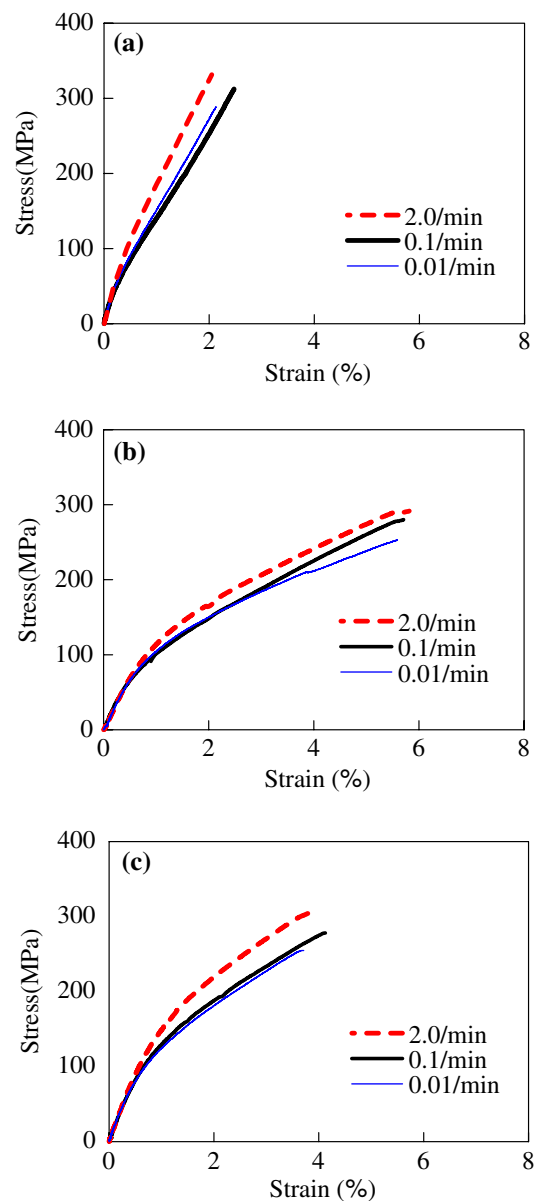 (a)
400
300
200
100
0
Stress(MPa)
2.0/min
0.1/min
0.01/min
0 2 4 6 8
Strain (%)
(b)
400
300
200
100
0
Stress(MPa)
2.0/min
0.1/min
0.01/min
0 2 4 6 8
Strain (%)
(c)
400
300
200
100
0
Stress(MPa)
2.0/min
0.1/min
0.01/min
0 2 4 6 8
Strain (%)